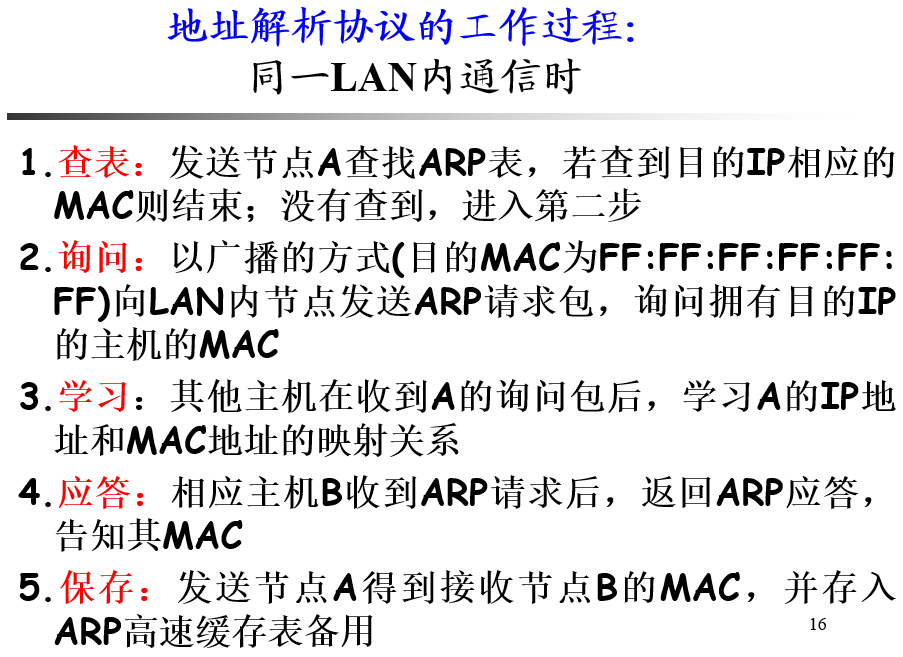 地址解析协议的工作过程:
同一LAN内通信时
1.查表：发送节点A查找ARP表，若查到目的IP相应的
MAC则结束；没有查到，进入第二步
2.询问：以广播的方式(目的MAC为FF:FF:FF:FF:FF:
FF)向LAN内节点发送ARP请求包，询问拥有目的IP
的主机的MAC
3.学习：其他主机在收到A的询问包后，学习A的IP地
址和MAC地址的映射关系
4.应答：相应主机B收到ARP请求后，返回ARP应答，
告知其MAC
5.保存：发送节点A得到接收节点B的MAC，并存入
ARP高速缓存表备用
16